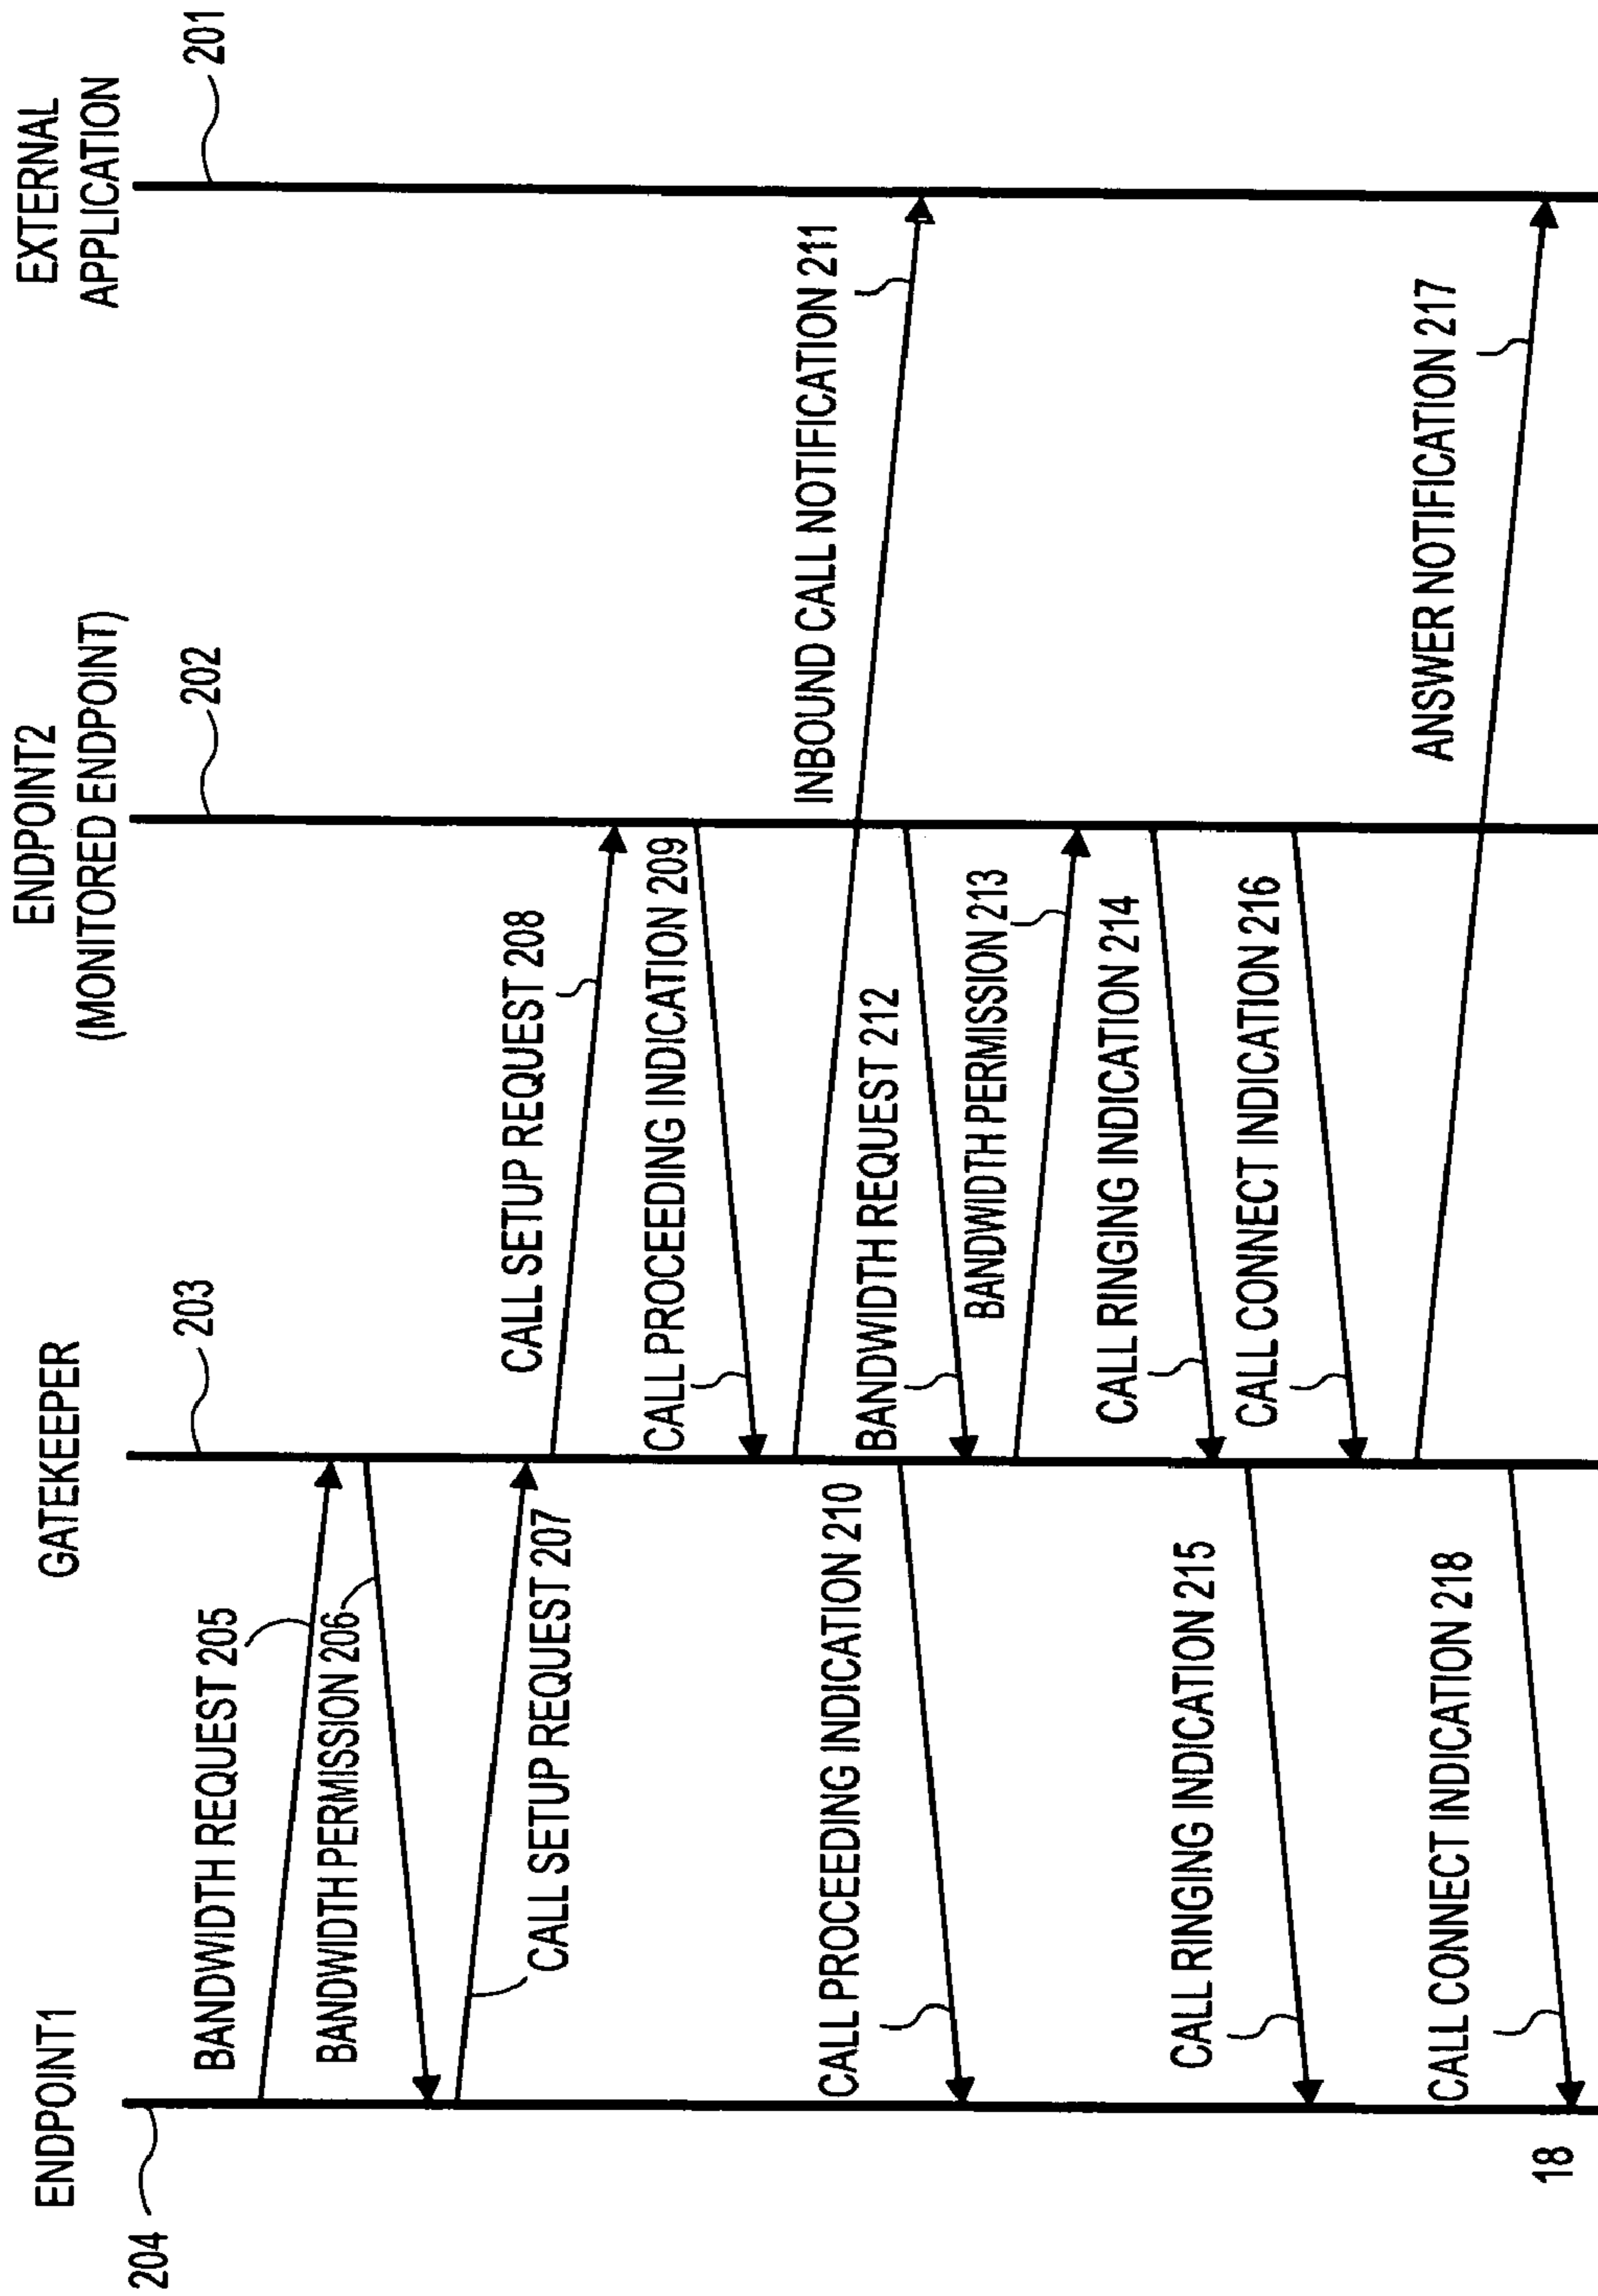 ENDPOINT1
GATEKEEPER
ENDPOINT2
(MONITORED ENDPOINT)
EXTERNAL
APPLICATION
204
203
202
201
BANDWIDTH REQUEST 205
BANDWIDTH PERMISSION 206
CALL SETUP REQUEST 207
CALL SETUP REQUEST 208
CALL PROCEEDING INDICATION 209
CALL PROCEEDING INDICATION 210
INBOUND CALL NOTIFICATION 211
BANDWIDTH REQUEST 212
BANDWIDTH PERMISSION 213
CALL RINGING INDICATION 214
CALL RINGING INDICATION 215
CALL CONNECT INDICATION 216
ANSWER NOTIFICATION 217
CALL CONNECT INDICATION 218
18